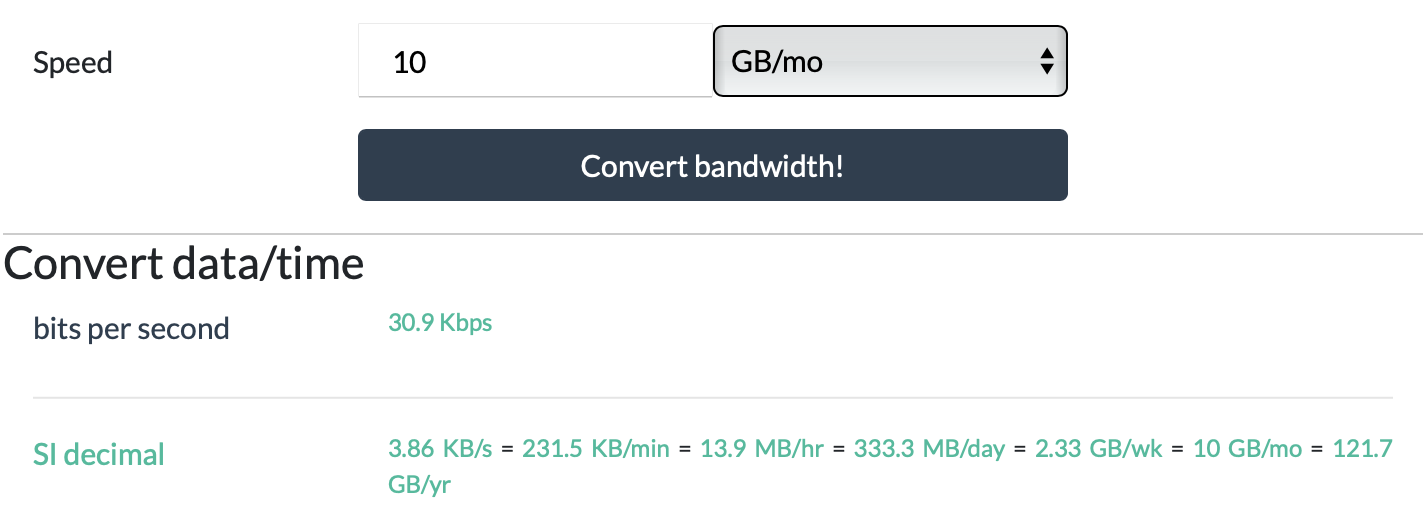 Speed 10 GB/mo
Convert bandwidth!
Convert data/time
bits per second 30.9 Kbps
SI decimal 3.86 KB/s = 231.5 KB/min = 13.9 MB/hr = 333.3 MB/day = 2.33 GB/wk = 10 GB/mo = 121.7
GB/yr